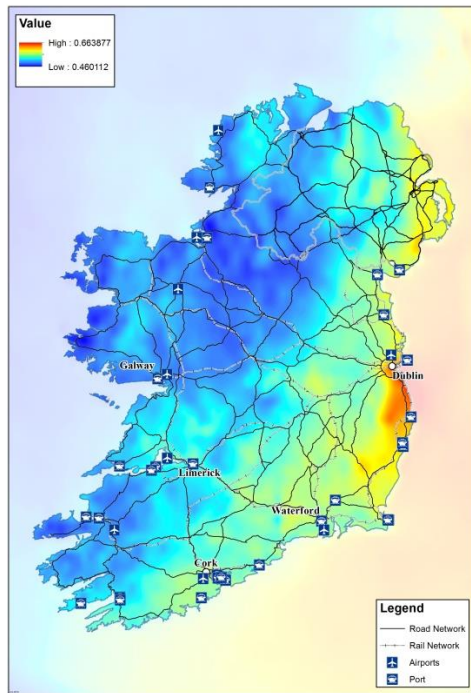 Value
High : 0.663877
Low : 0.460112
Galway
Dublin
Limerick
Waterford
Cork
Legend
Road Network
Rail Network
Airports
Port